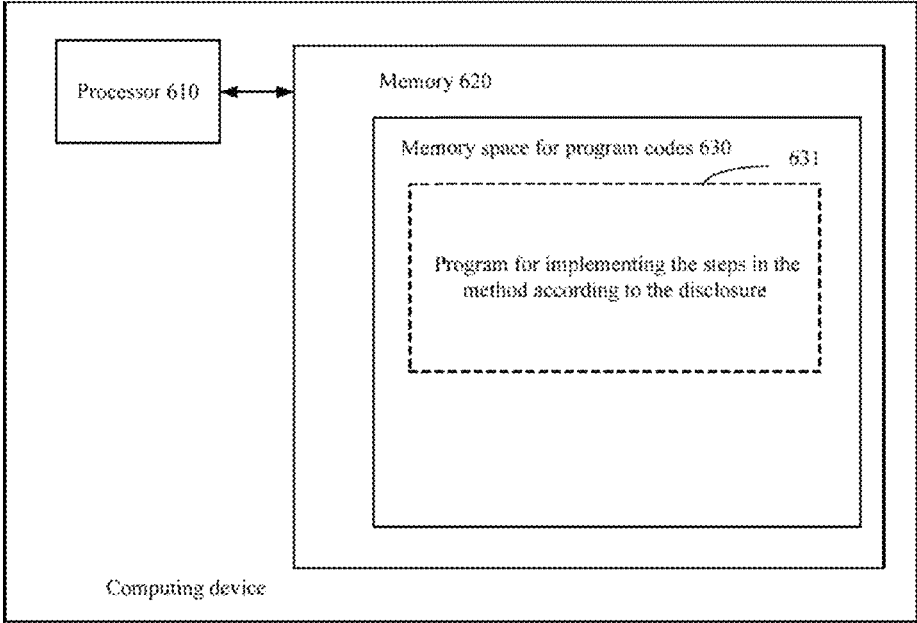 Processor 610
Memory 620
Memory space for program codes 630
631
Program for implementing the steps in the
method according to the disclosure
Computing device